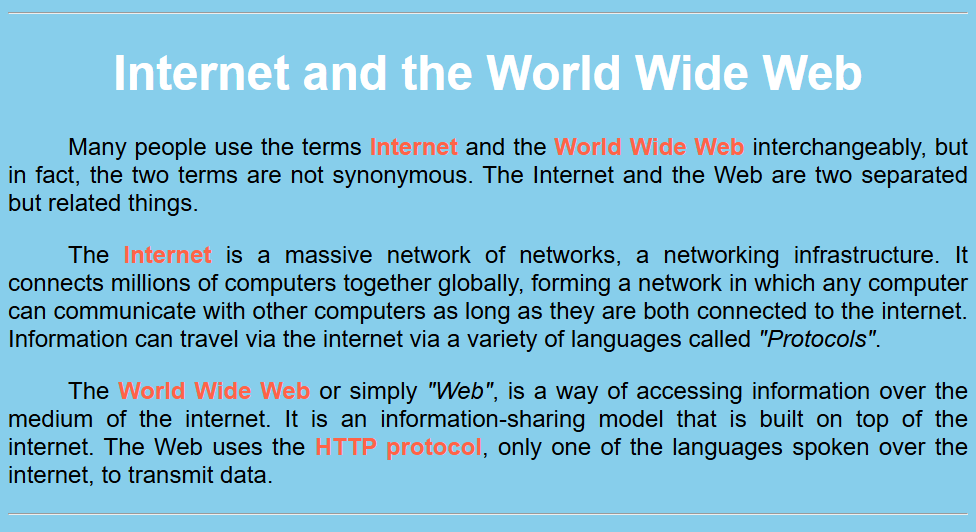 Internet and the World Wide Web
Many people use the terms Internet and the World Wide Web interchangeably, but
in fact, the two terms are not synonymous. The Internet and the Web are two separated
but related things.
The Internet is a massive network of networks, a networking infrastructure. It
connects millions of computers together globally, forming a network in which any computer
can communicate with other computers as long as they are both connected to the internet.
Information can travel via the internet via a variety of languages called "Protocols".
The World Wide Web or simply "Web", is a way of accessing information over the
medium of the internet. It is an information-sharing model that is built on top of the
internet. The Web uses the HTTP protocol, only one of the languages spoken over the
internet, to transmit data.